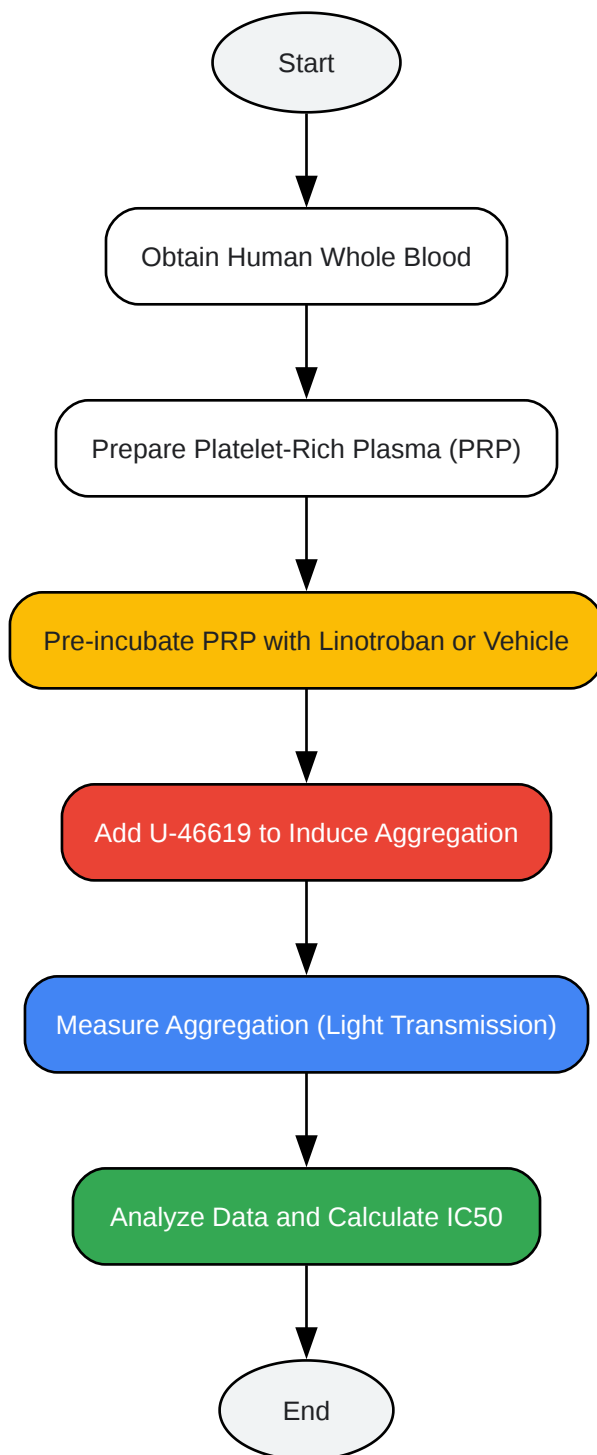 Start
Obtain Human Whole Blood
Prepare Platelet-Rich Plasma (PRP)
Pre-incubate PRP with Linotroban or Vehicle
Add U-46619 to Induce Aggregation
Measure Aggregation (Light Transmission)
Analyze Data and Calculate IC50
End